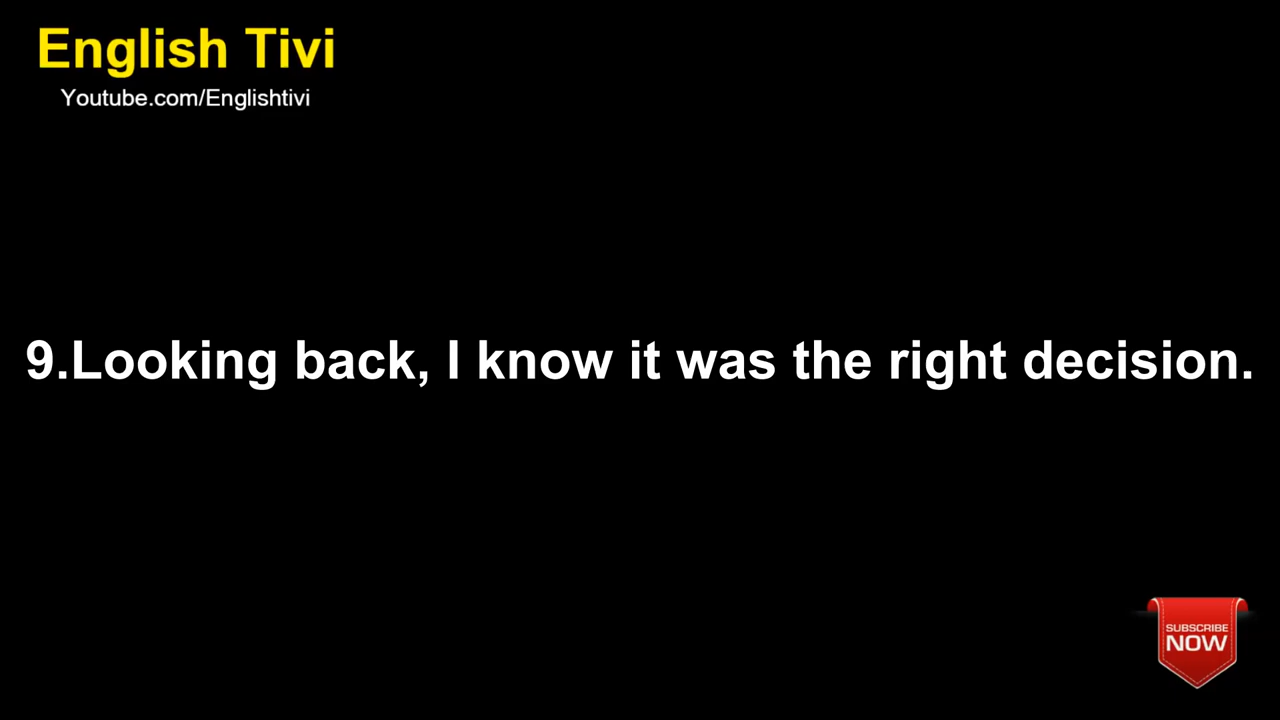 English Tivi
Youtube.com/Englishtivi
9.Looking back, I know it was the right decision.
SUBSCRIBE
NOW